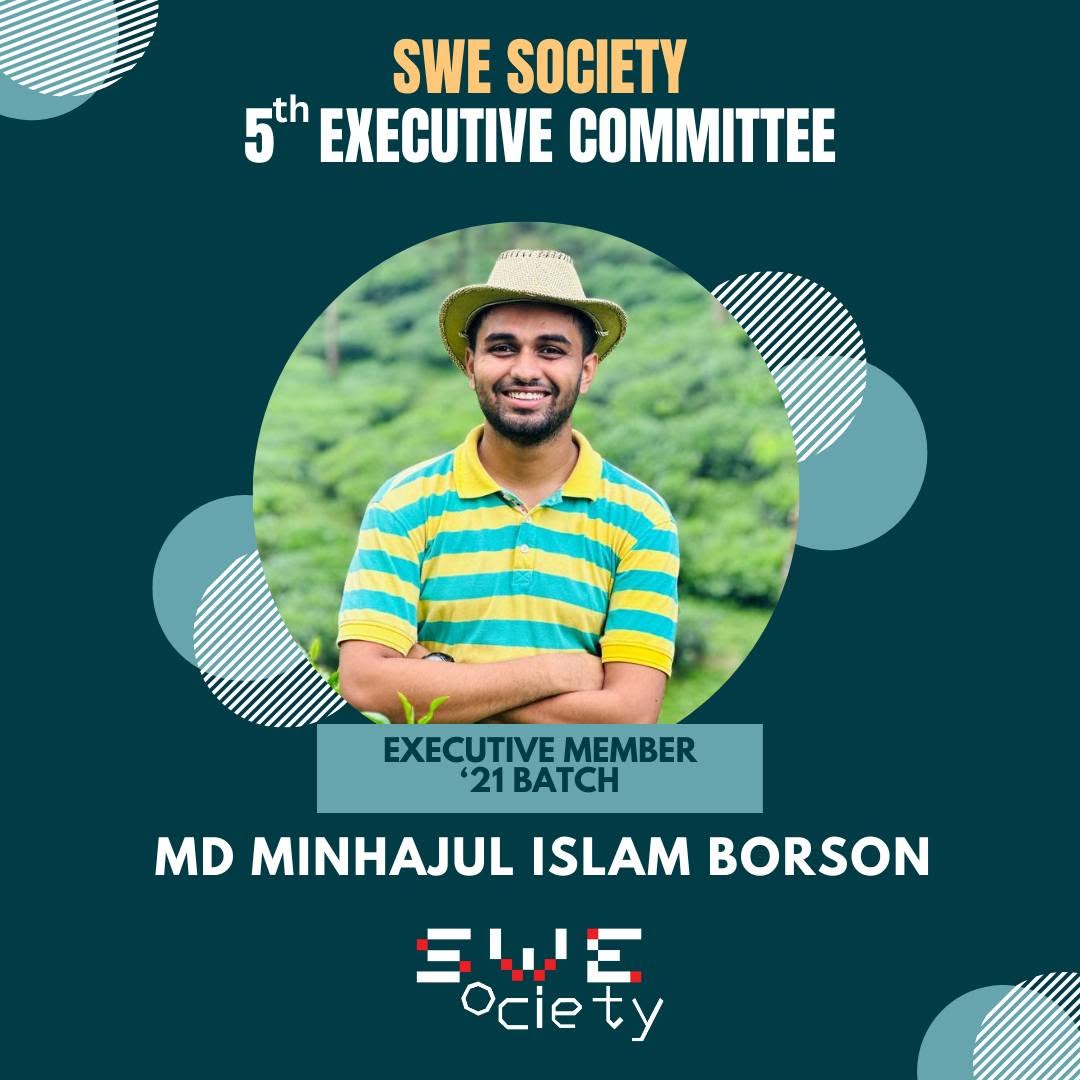 SWE SOCIETY
5th EXECUTIVE COMMITTEE
EXECUTIVE MEMBER
‘21 BATCH
MD MINHAJUL ISLAM BORSON
SWE
ociety